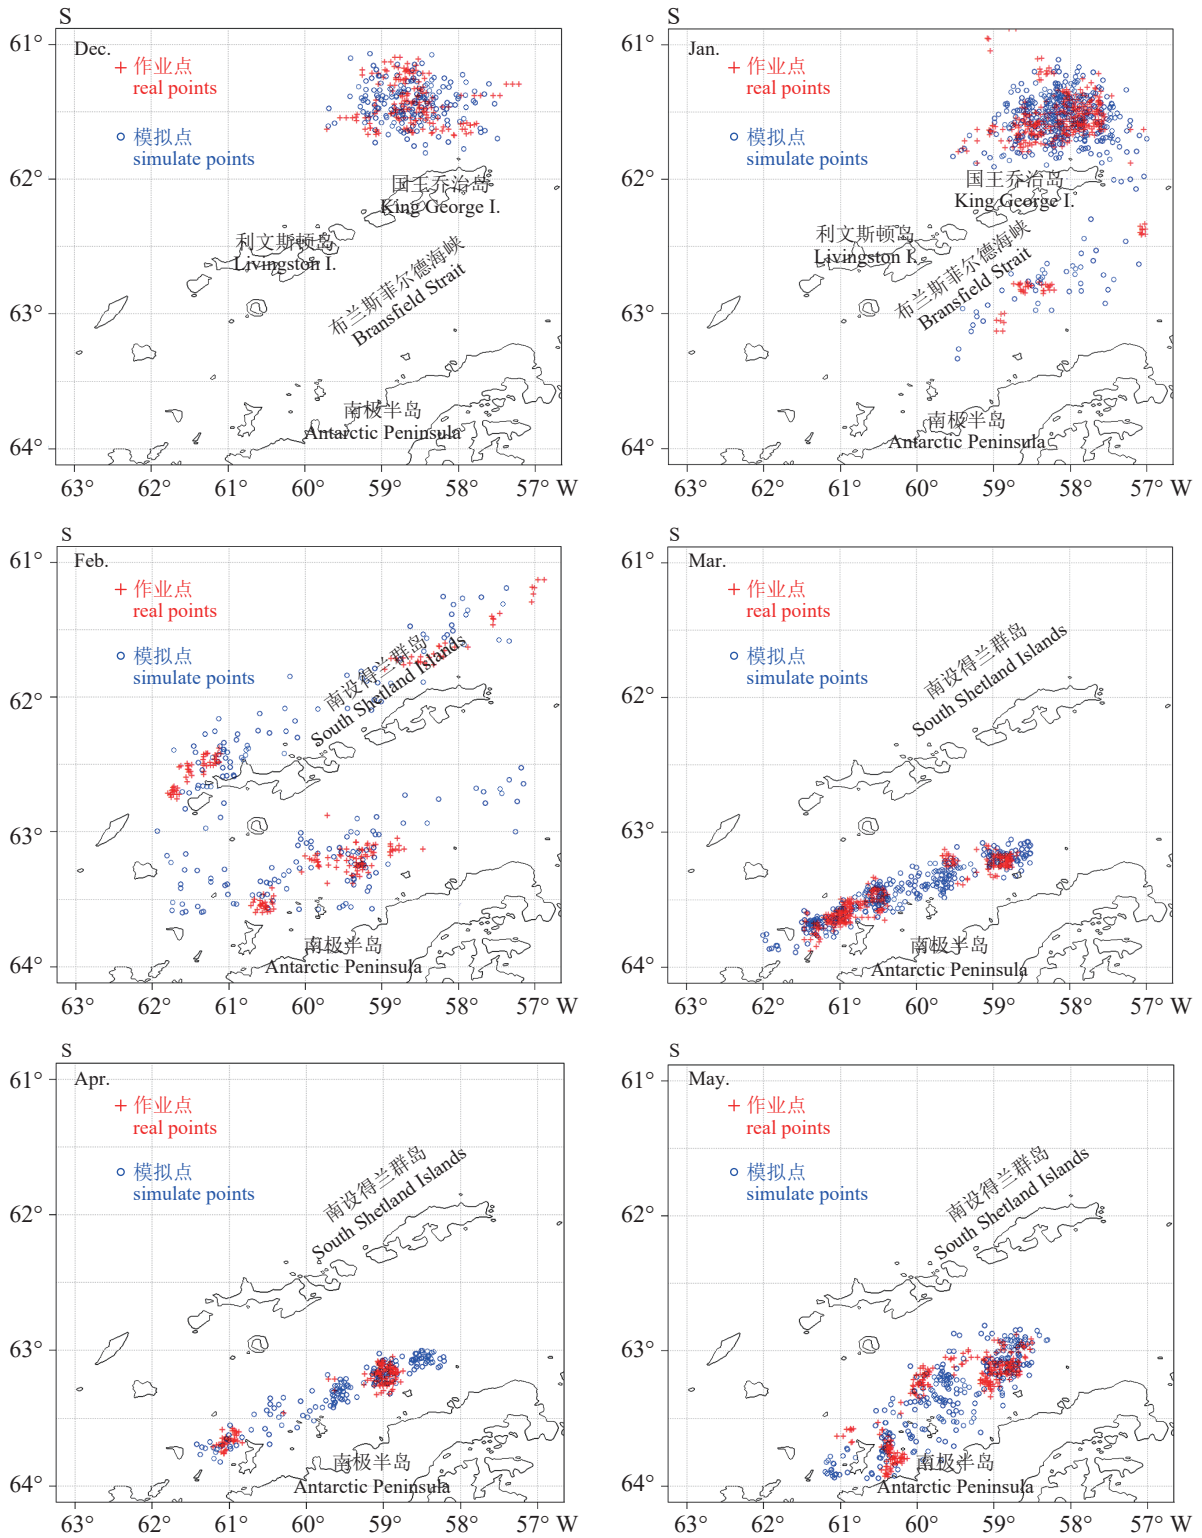 S
61°
62°
63°
64°
Dec.
+ 作业点
real points
○ 模拟点
simulate points
国王乔治岛
King George I.
利文斯顿岛
Livingston I.
布兰斯菲尔德海峡
Bransfield Strait
南极半岛
Antarctic Peninsula
63° 62° 61° 60° 59° 58° 57° W
S
61°
62°
63°
64°
Jan.
+ 作业点
real points
○ 模拟点
simulate points
国王乔治岛
King George I.
利文斯顿岛
Livingston I.
布兰斯菲尔德海峡
Bransfield Strait
南极半岛
Antarctic Peninsula
63° 62° 61° 60° 59° 58° 57° W
S
61°
62°
63°
64°
Feb.
+ 作业点
real points
○ 模拟点
simulate points
南设得兰群岛
South Shetland Islands
南极半岛
Antarctic Peninsula
63° 62° 61° 60° 59° 58° 57° W
S
61°
62°
63°
64°
Mar.
+ 作业点
real points
○ 模拟点
simulate points
南设得兰群岛
South Shetland Islands
南极半岛
Antarctic Peninsula
63° 62° 61° 60° 59° 58° 57° W
S
61°
62°
63°
64°
Apr.
+ 作业点
real points
○ 模拟点
simulate points
南设得兰群岛
South Shetland Islands
南极半岛
Antarctic Peninsula
63° 62° 61° 60° 59° 58° 57° W
S
61°
62°
63°
64°
May.
+ 作业点
real points
○ 模拟点
simulate points
南设得兰群岛
South Shetland Islands
南极半岛
Antarctic Peninsula
63° 62° 61° 60° 59° 58° 57° W